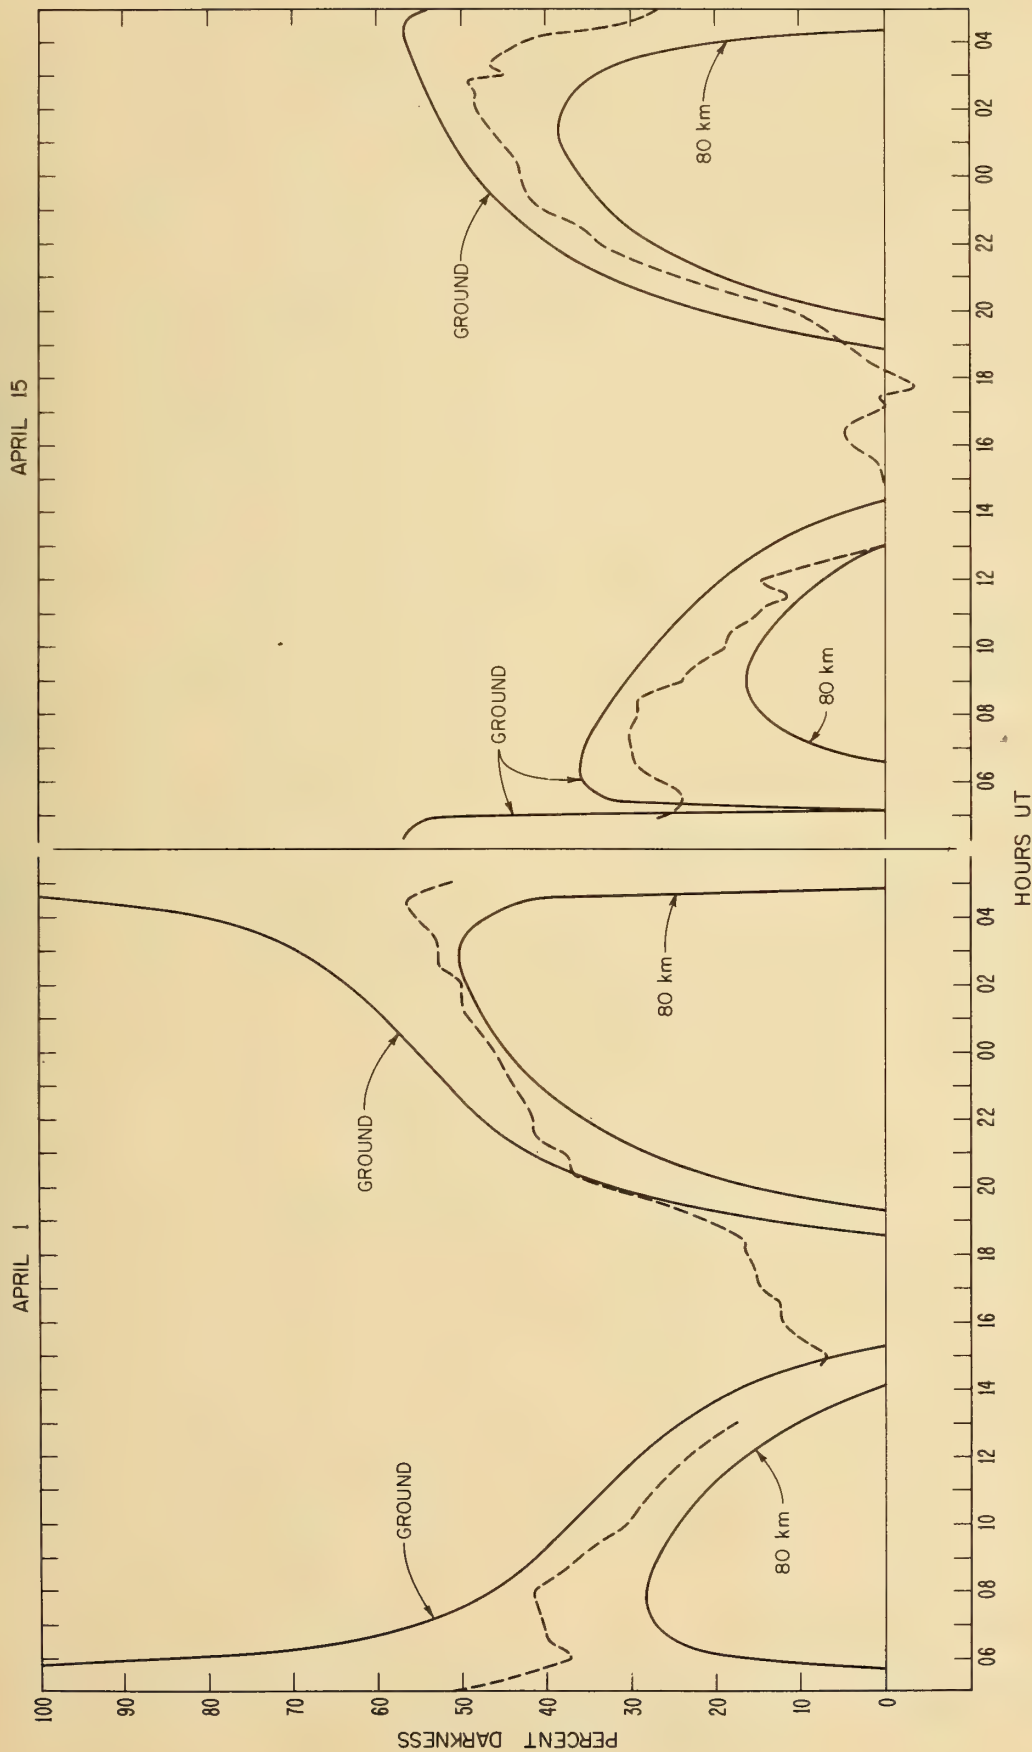 APRIL 1
APRIL 15
PERCENT DARKNESS
100
90
80
70
60
50
40
30
20
10
0
GROUND
80 km
GROUND
80 km
GROUND
80 km
GROUND
80 km
06 08 10 12 14 16 18 20 22 00 02 04 06 08 10 12 14 16 18 20 22 00 02 04
HOURS UT